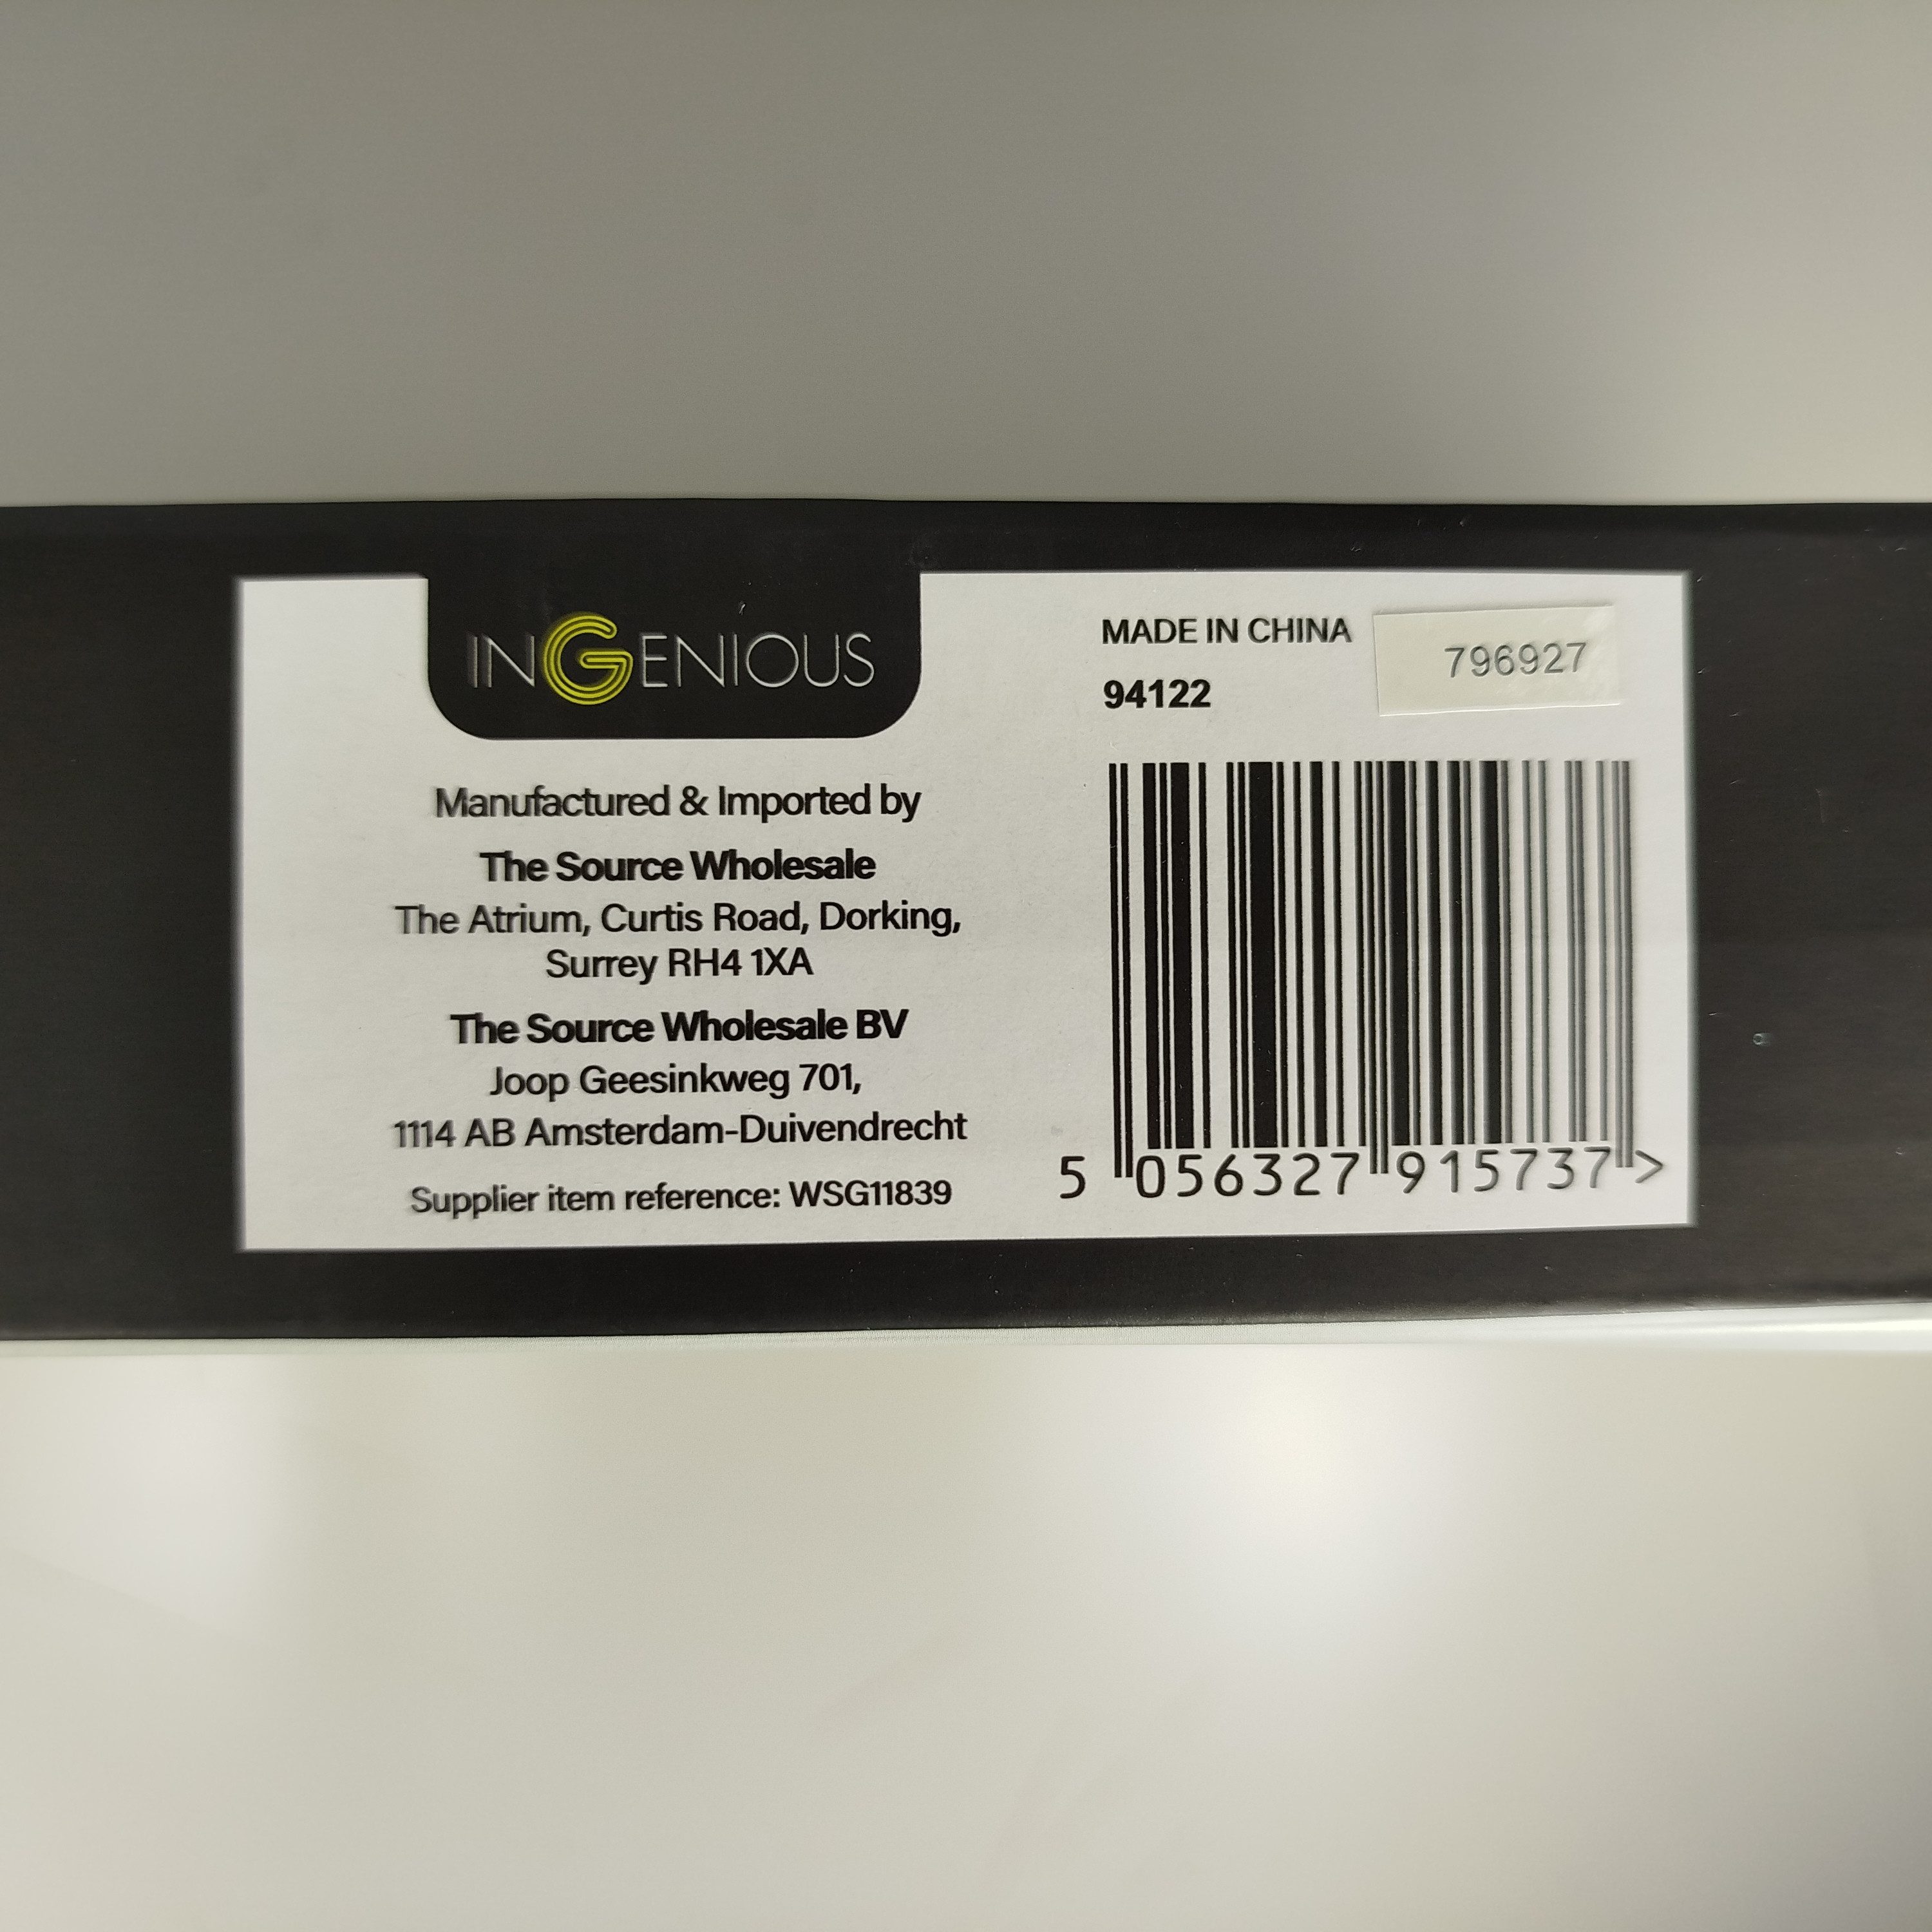 INGENIOUS
Manufactured & Imported by
The Source Wholesale
The Atrium, Curtis Road, Dorking,
Surrey RH4 1XA
The Source Wholesale BV
Joop Geesinkweg 701,
1114 AB Amsterdam-Duivendrecht
Supplier item reference: WSG11839
MADE IN CHINA
796927
94122
5 056327 915737 >